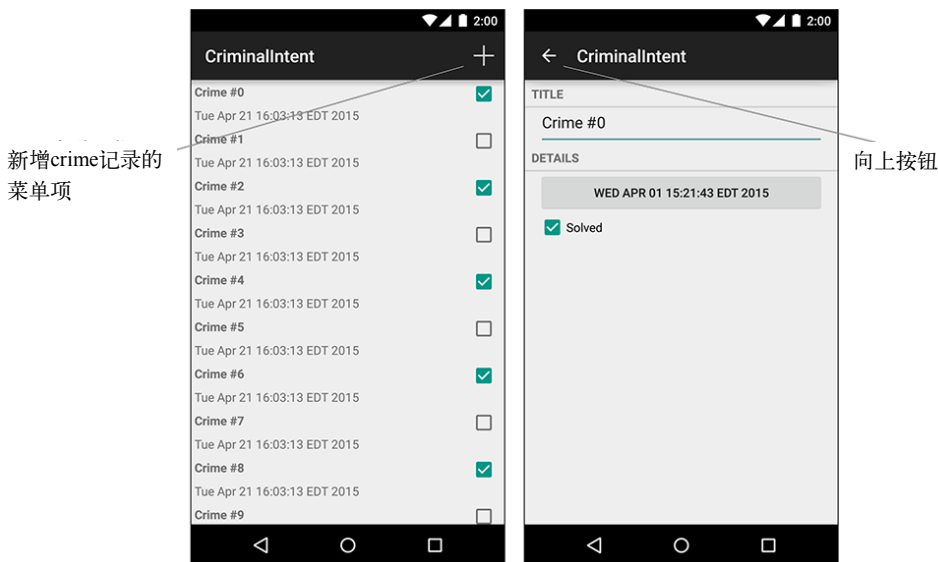 2:00
CriminalIntent
Crime #0
Tue Apr 21 16:03:13 EDT 2015
Crime #1
Tue Apr 21 16:03:13 EDT 2015
Crime #2
Tue Apr 21 16:03:13 EDT 2015
Crime #3
Tue Apr 21 16:03:13 EDT 2015
Crime #4
Tue Apr 21 16:03:13 EDT 2015
Crime #5
Tue Apr 21 16:03:13 EDT 2015
Crime #6
Tue Apr 21 16:03:13 EDT 2015
Crime #7
Tue Apr 21 16:03:13 EDT 2015
Crime #8
Tue Apr 21 16:03:13 EDT 2015
Crime #9
新增crime记录的
菜单项
2:00
CriminalIntent
TITLE
Crime #0
DETAILS
WED APR 01 15:21:43 EDT 2015
Solved
向上按钮